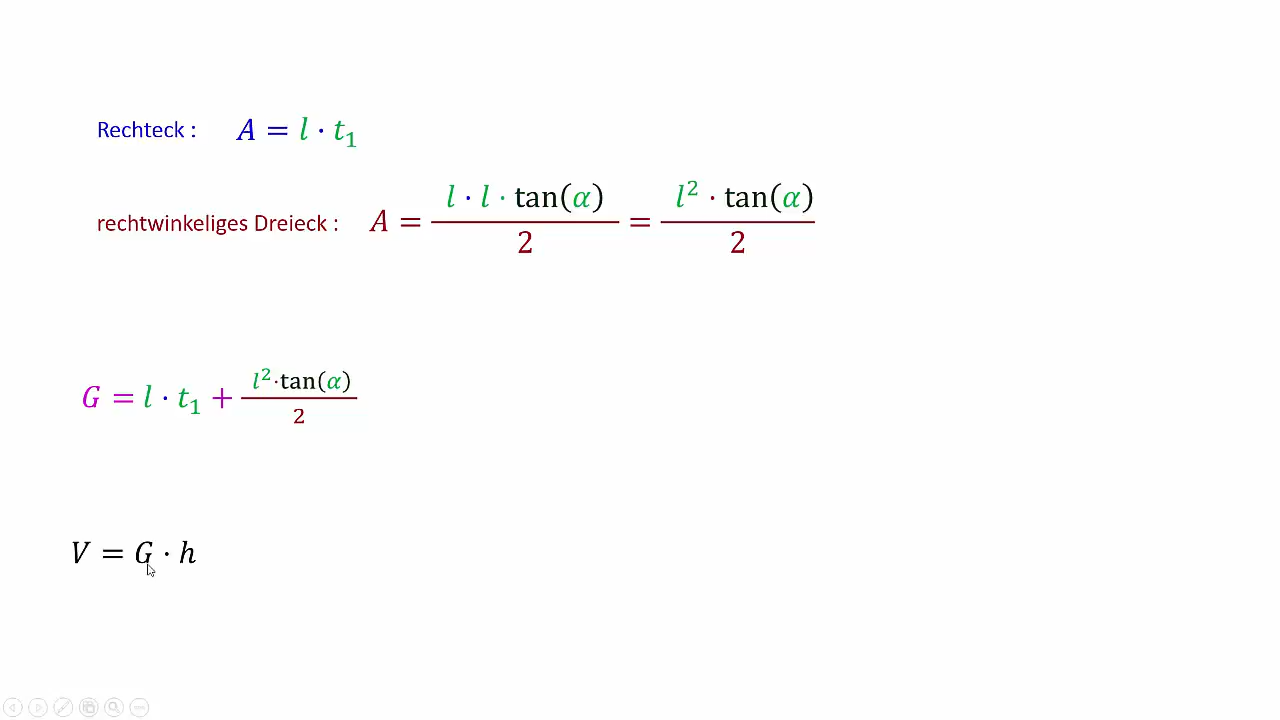 Rechteck : A = l · t₁
rechtwinkeliges Dreieck : A = (l · l · tan(α))/2 = (l² · tan(α))/2
G = l · t₁ + (l²·tan(α))/2
V = G · h